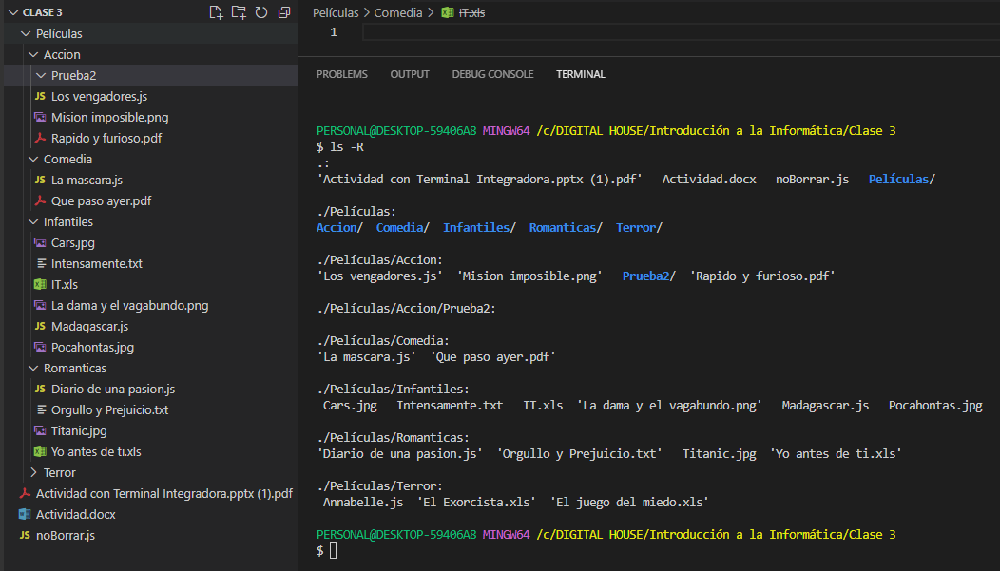 CLASE 3
Películas
Accion
Prueba2
JS Los vengadores.js
Mision imposible.png
Rapido y furioso.pdf
Comedia
JS La mascara.js
Que paso ayer.pdf
Infantiles
Cars.jpg
Intensamente.txt
IT.xls
La dama y el vagabundo.png
JS Madagascar.js
Pocahontas.jpg
Romanticas
JS Diario de una pasion.js
Orgullo y Prejuicio.txt
Titanic.jpg
Yo antes de ti.xls
Terror
Actividad con Terminal Integradora.pptx (1).pdf
Actividad.docx
JS noBorrar.js
Películas > Comedia > IT.xls
1
PROBLEMS OUTPUT DEBUG CONSOLE TERMINAL
PERSONAL@DESKTOP-59406A8 MINGW64 /c/DIGITAL HOUSE/Introducción a la Informática/Clase 3
$ ls -R
.:
'Actividad con Terminal Integradora.pptx (1).pdf' Actividad.docx noBorrar.js Películas/
./Películas:
Accion/ Comedia/ Infantiles/ Romanticas/ Terror/
./Películas/Accion:
'Los vengadores.js' 'Mision imposible.png' Prueba2/ 'Rapido y furioso.pdf'
./Películas/Accion/Prueba2:
./Películas/Comedia:
'La mascara.js' 'Que paso ayer.pdf'
./Películas/Infantiles:
Cars.jpg Intensamente.txt IT.xls 'La dama y el vagabundo.png' Madagascar.js Pocahontas.jpg
./Películas/Romanticas:
'Diario de una pasion.js' 'Orgullo y Prejuicio.txt' Titanic.jpg 'Yo antes de ti.xls'
./Películas/Terror:
Annabelle.js 'El Exorcista.xls' 'El juego del miedo.xls'
PERSONAL@DESKTOP-59406A8 MINGW64 /c/DIGITAL HOUSE/Introducción a la Informática/Clase 3
$